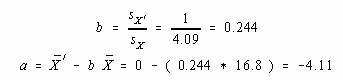 b = s_X' / s_X = 1 / 4.09 = 0.244
a = X̄' - b X̄ = 0 - ( 0.244 * 16.8 ) = -4.11